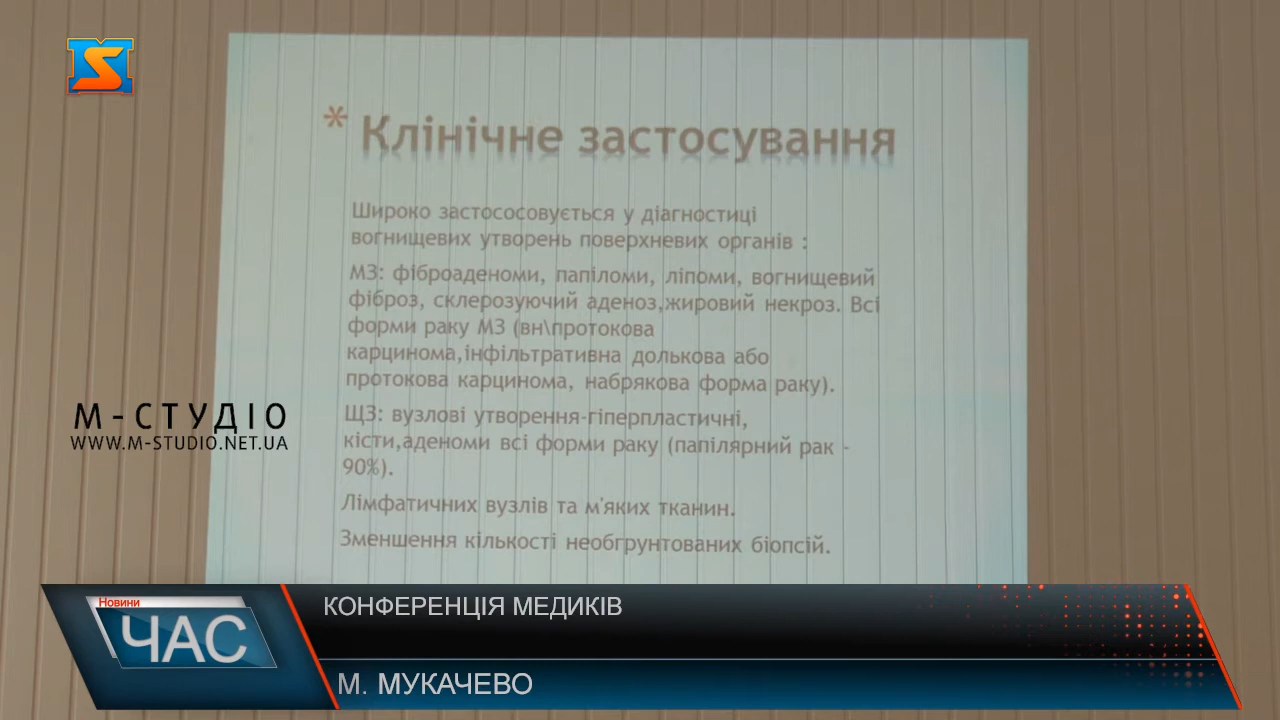 * Клінічне застосування
Широко застососовується у діагностиці
вогнищевих утворень поверхневих органів :
МЗ: фіброаденоми, папіломи, ліпоми, вогнищевий
фіброз, склерозуючий аденоз,жировий некроз. Всі
форми раку МЗ (вн\протокова
карцинома,інфільтративна долькова або
протокова карцинома, набрякова форма раку).
ЩЗ: вузлові утворення-гіперпластичні,
кісти,аденоми всі форми раку (папілярний рак -
90%).
Лімфатичних вузлів та м'яких тканин.
Зменшення кількості необгрунтованих біопсій.
М-СТУДІО
WWW.M-STUDIO.NET.UA
Новини
ЧАС
КОНФЕРЕНЦІЯ МЕДИКІВ
М. МУКАЧЕВО